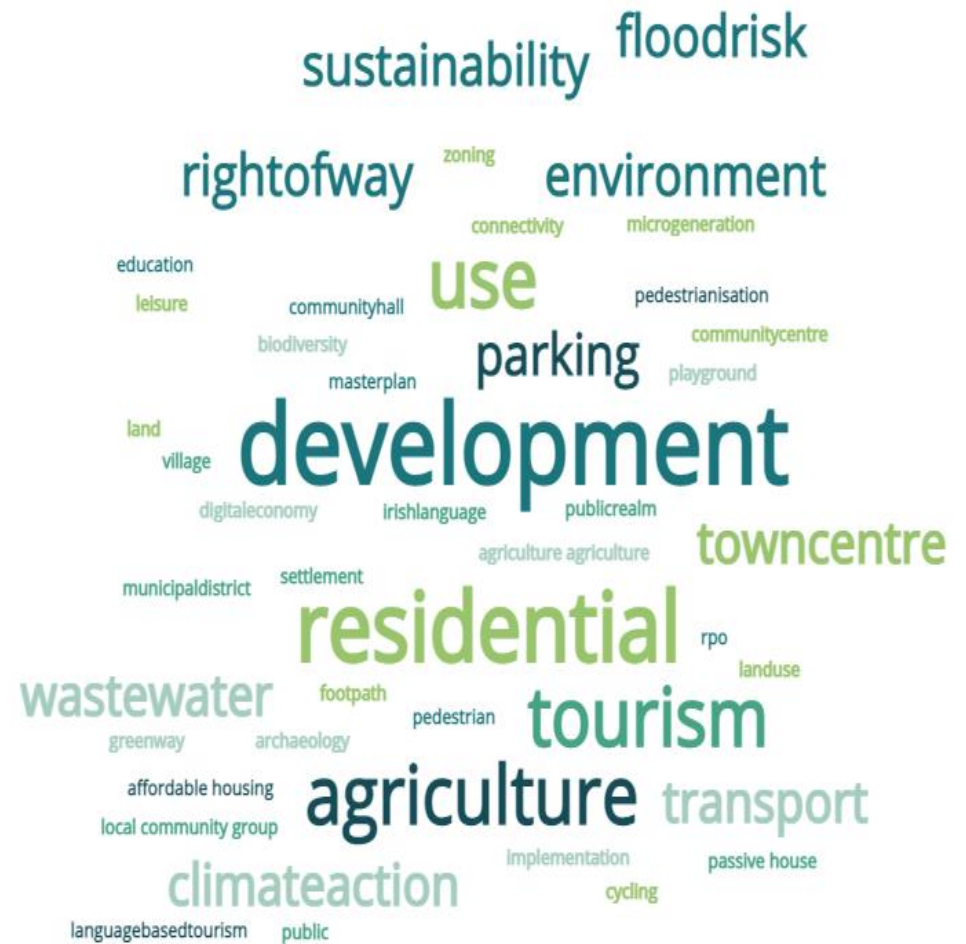 sustainability floodrisk
rightofway zoning environment
connectivity microgeneration
education use
leisure communityhall pedestrianisation
biodiversity parking communitycentre
masterplan playground
land development
village
digitaleconomy irishlanguage publicrealm
agriculture agriculture towncentre
municipaldistrict settlement
residential rpo
landuse
wastewater footpath tourism
pedestrian
greenway archaeology
affordable housing agriculture transport
local community group
implementation passive house
climateaction cycling
languagebasedtourism public